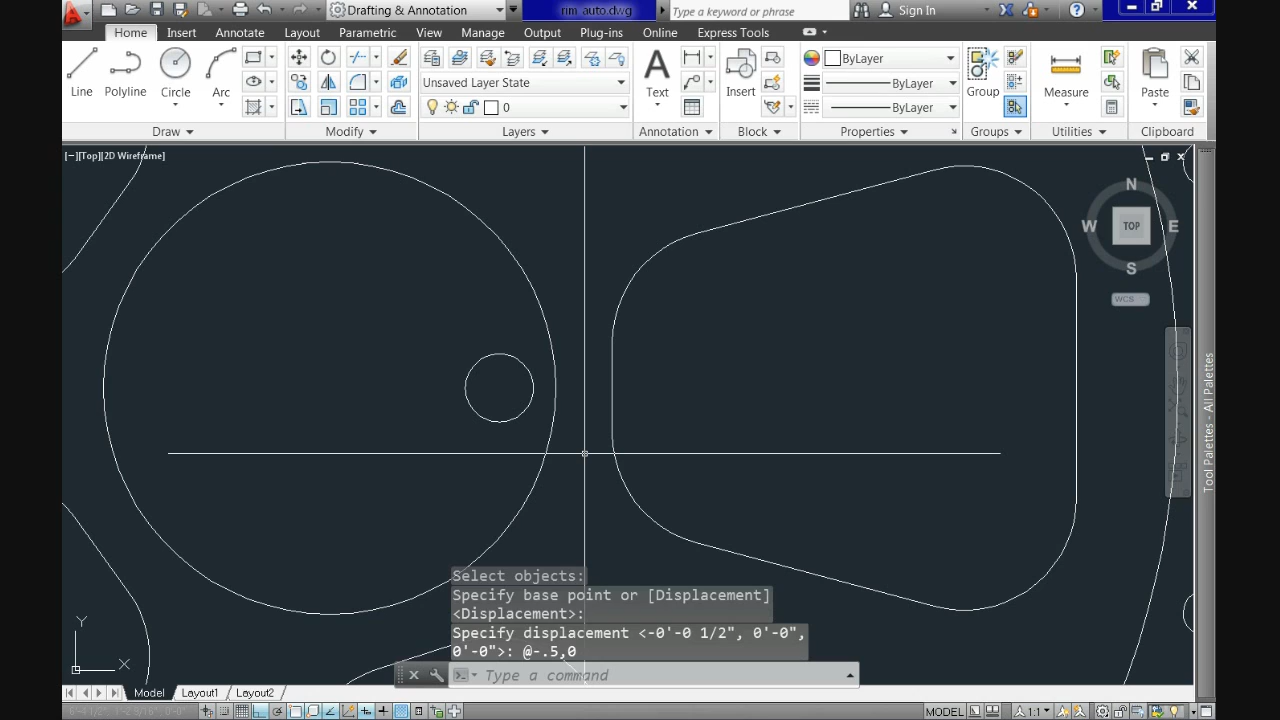 Drafting & Annotation
rim_auto.dwg
Type a keyword or phrase
Sign In
Home Insert Annotate Layout Parametric View Manage Output Plug-ins Online Express Tools
Line
Polyline
Circle
Arc
Unsaved Layer State
0
Text
Insert
ByLayer
ByLayer
ByLayer
Group
Measure
Paste
Draw
Modify
Layers
Annotation
Block
Properties
Groups
Utilities
Clipboard
[−][Top][2D Wireframe]
N
W
TOP
E
S
WCS
Tool Palettes - All Palettes
Select objects:
Specify base point or [Displacement]
<Displacement>:
Specify displacement <-0'-0 1/2", 0'-0",
0'-0">: @-.5,0
Type a command
Y
X
Model Layout1 Layout2
MODEL
1:1